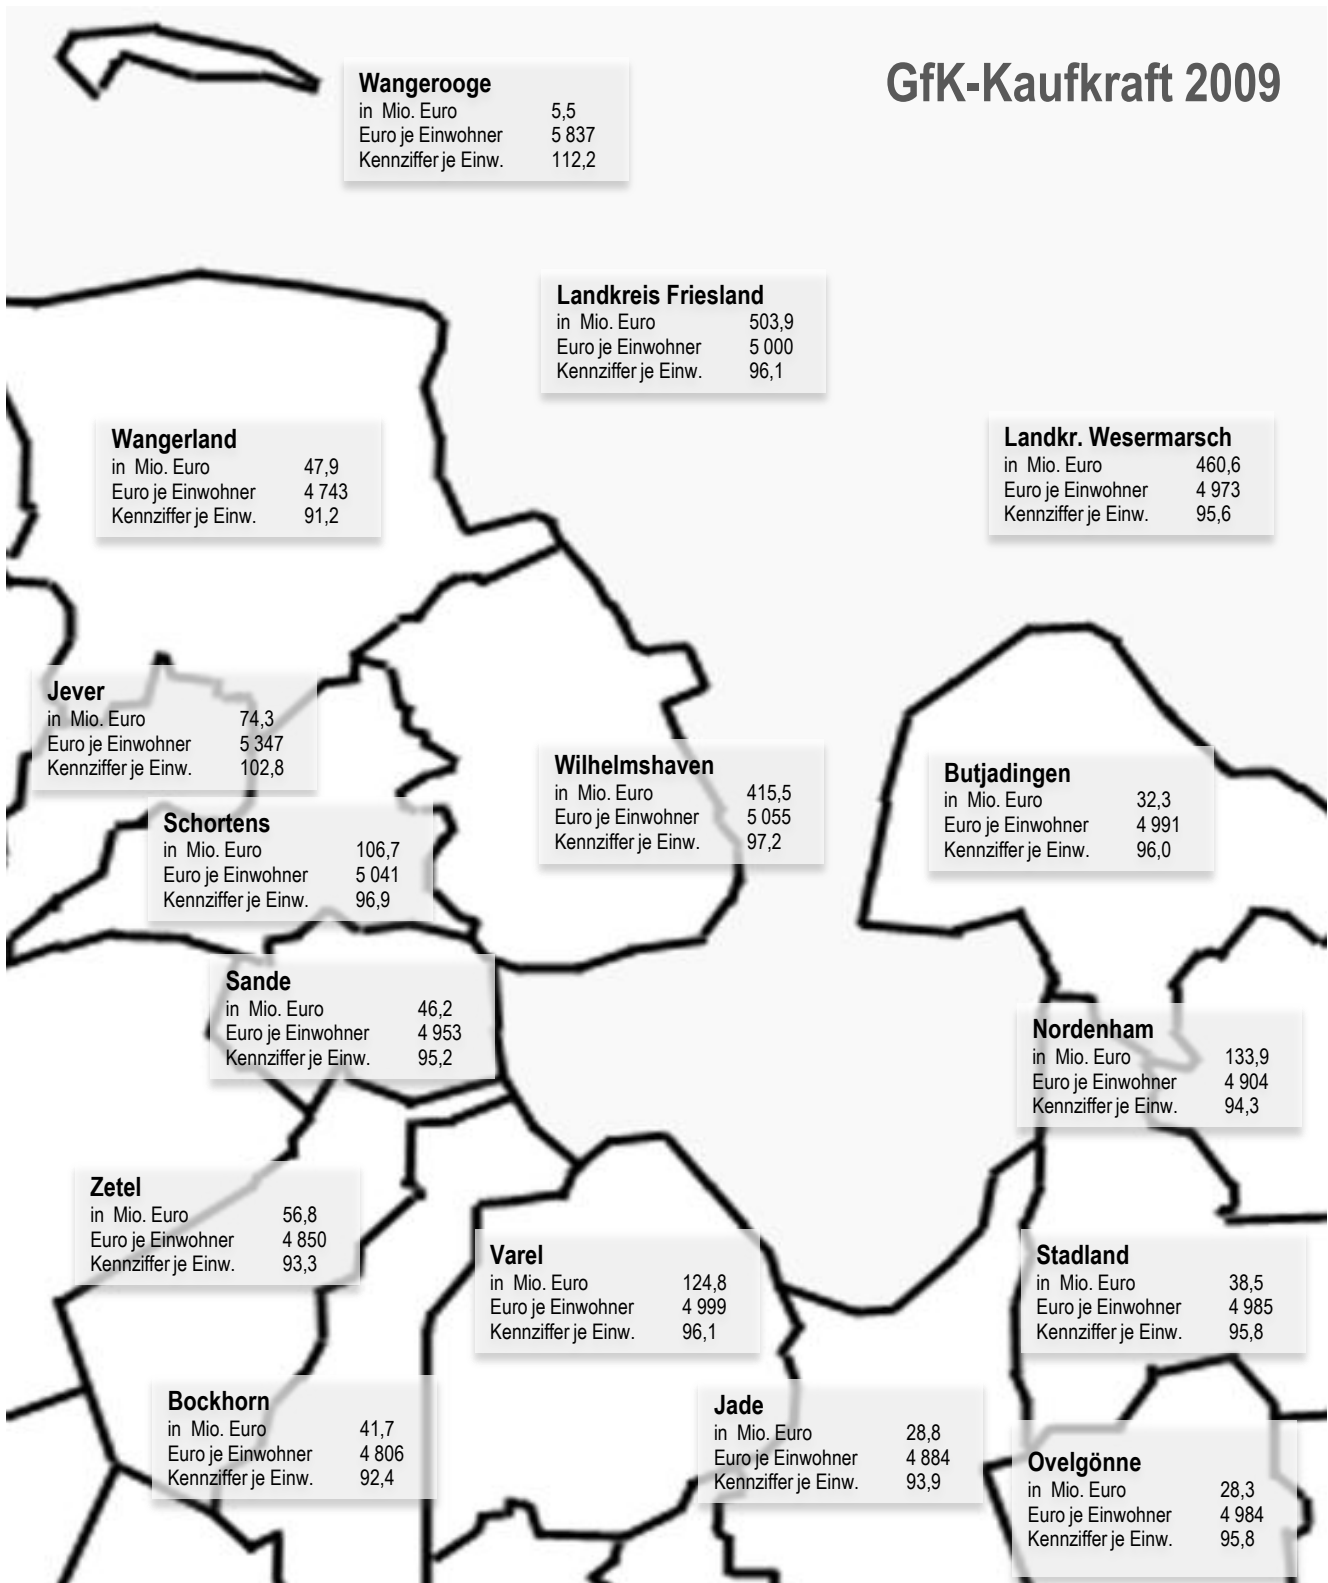 GfK-Kaufkraft 2009
Wangerooge
in Mio. Euro 5,5
Euro je Einwohner 5 837
Kennziffer je Einw. 112,2
Landkreis Friesland
in Mio. Euro 503,9
Euro je Einwohner 5 000
Kennziffer je Einw. 96,1
Wangerland
in Mio. Euro 47,9
Euro je Einwohner 4 743
Kennziffer je Einw. 91,2
Landkr. Wesermarsch
in Mio. Euro 460,6
Euro je Einwohner 4 973
Kennziffer je Einw. 95,6
Jever
in Mio. Euro 74,3
Euro je Einwohner 5 347
Kennziffer je Einw. 102,8
Wilhelmshaven
in Mio. Euro 415,5
Euro je Einwohner 5 055
Kennziffer je Einw. 97,2
Butjadingen
in Mio. Euro 32,3
Euro je Einwohner 4 991
Kennziffer je Einw. 96,0
Schortens
in Mio. Euro 106,7
Euro je Einwohner 5 041
Kennziffer je Einw. 96,9
Sande
in Mio. Euro 46,2
Euro je Einwohner 4 953
Kennziffer je Einw. 95,2
Nordenham
in Mio. Euro 133,9
Euro je Einwohner 4 904
Kennziffer je Einw. 94,3
Zetel
in Mio. Euro 56,8
Euro je Einwohner 4 850
Kennziffer je Einw. 93,3
Varel
in Mio. Euro 124,8
Euro je Einwohner 4 999
Kennziffer je Einw. 96,1
Stadland
in Mio. Euro 38,5
Euro je Einwohner 4 985
Kennziffer je Einw. 95,8
Bockhorn
in Mio. Euro 41,7
Euro je Einwohner 4 806
Kennziffer je Einw. 92,4
Jade
in Mio. Euro 28,8
Euro je Einwohner 4 884
Kennziffer je Einw. 93,9
Ovelgönne
in Mio. Euro 28,3
Euro je Einwohner 4 984
Kennziffer je Einw. 95,8